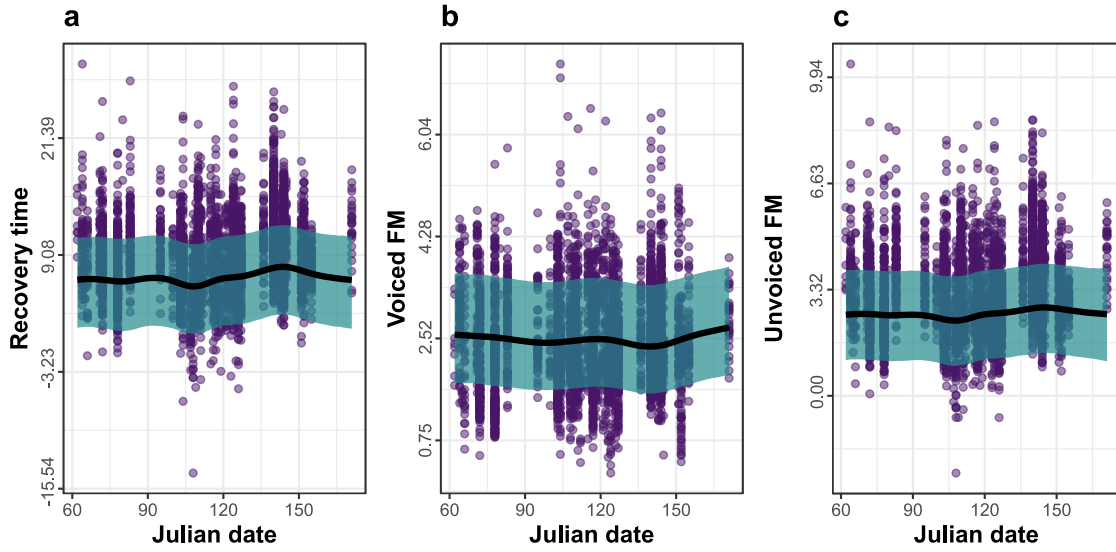 a
b
c
Recovery time
21.39
9.08
-3.23
-15.54
60
90
120
150
Julian date
Voiced FM
6.04
4.28
2.52
0.75
60
90
120
150
Julian date
Unvoiced FM
9.94
6.63
3.32
0.00
60
90
120
150
Julian date